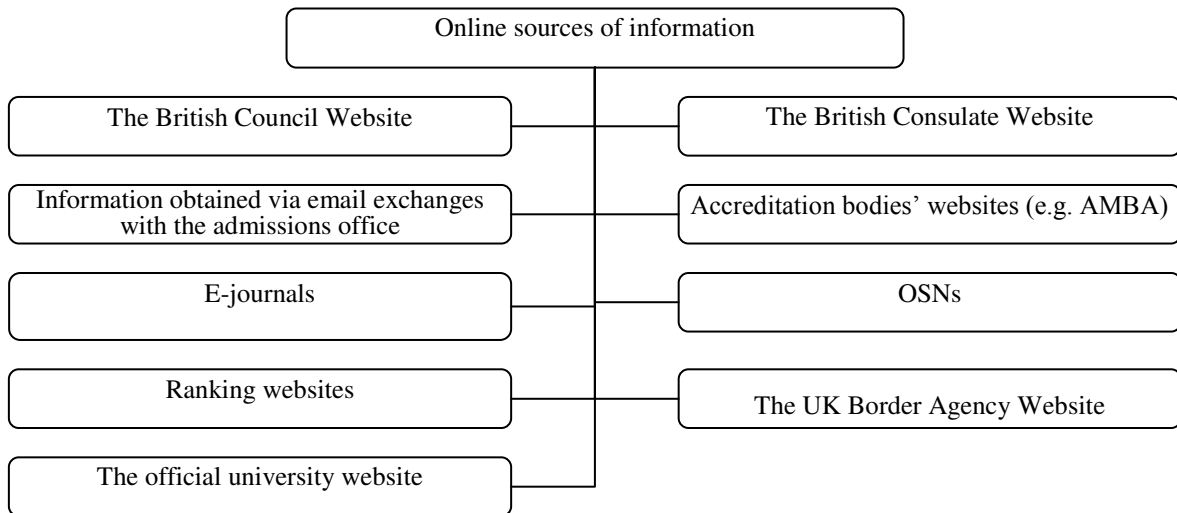 Online sources of information
The British Council Website
The British Consulate Website
Information obtained via email exchanges
with the admissions office
Accreditation bodies’ websites (e.g. AMBA)
E-journals
OSNs
Ranking websites
The UK Border Agency Website
The official university website